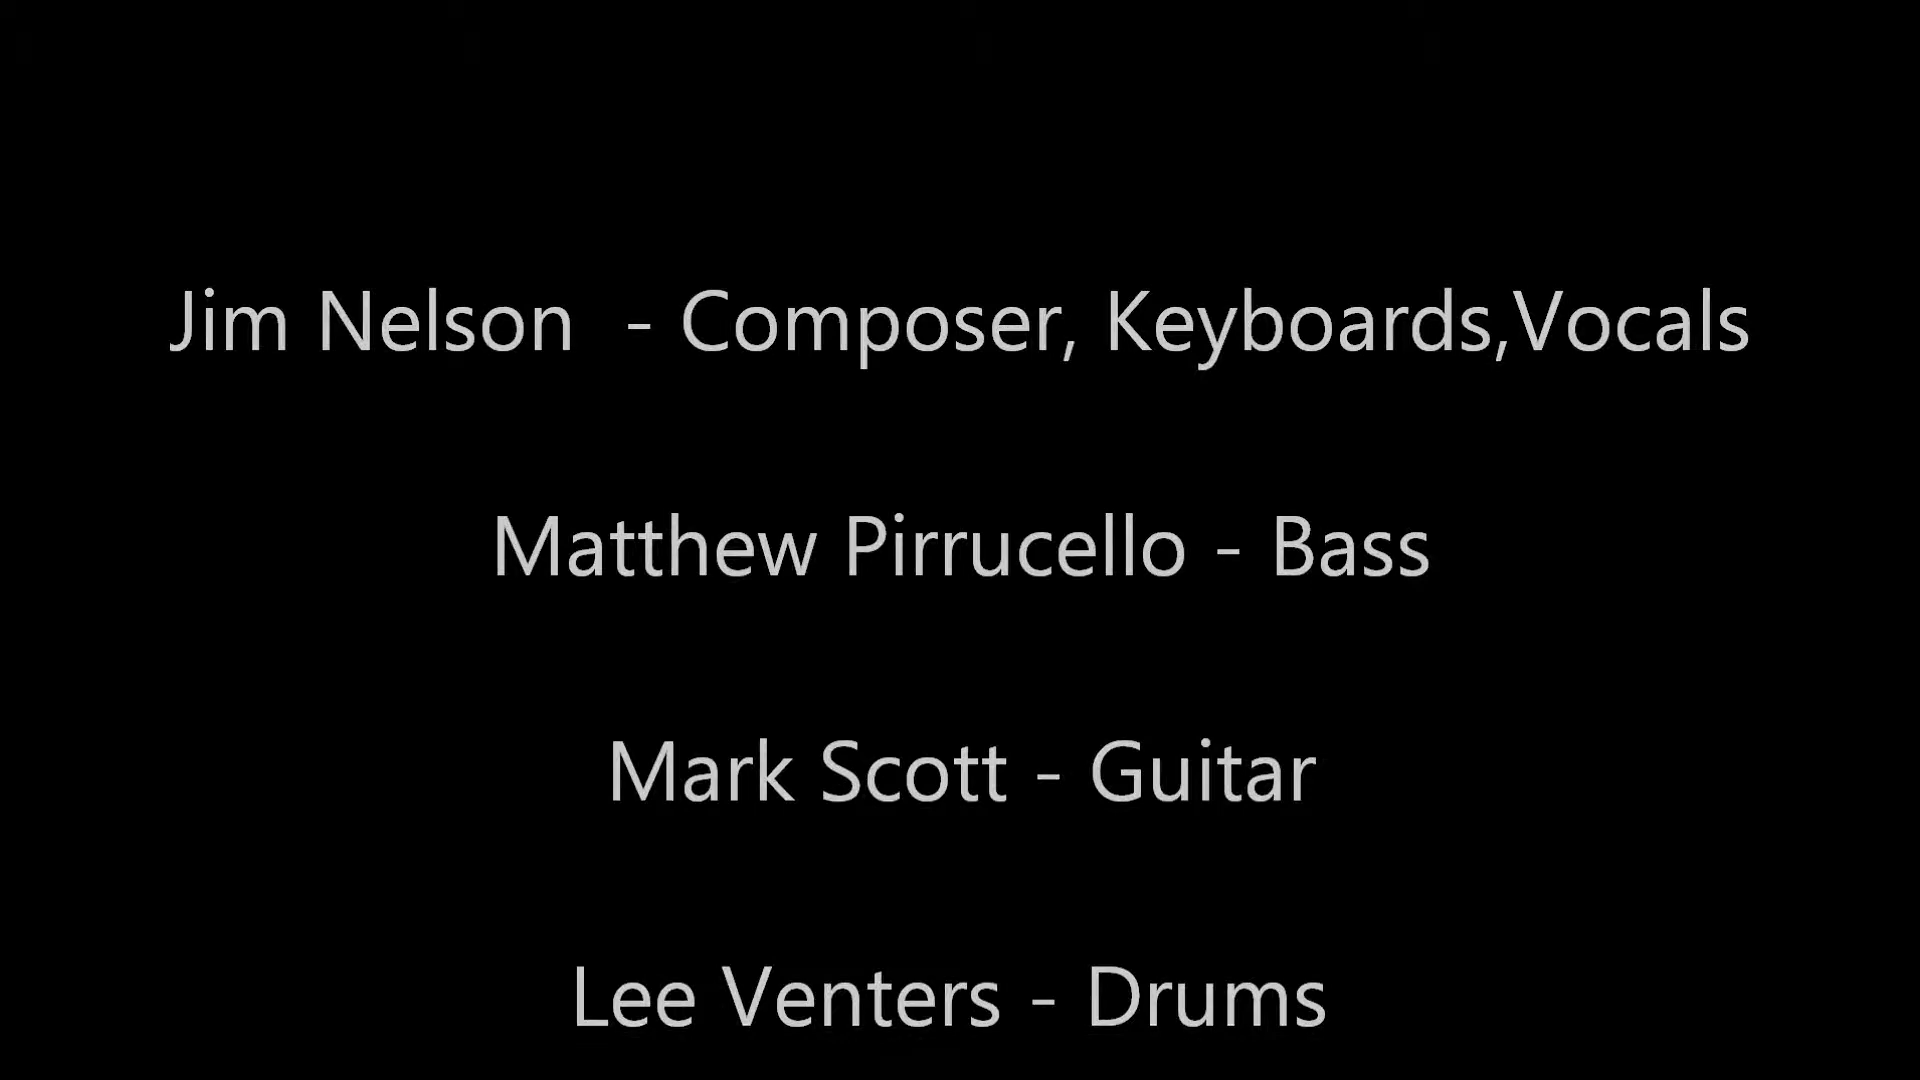 Jim Nelson  - Composer, Keyboards,Vocals
Matthew Pirrucello - Bass
Mark Scott - Guitar
Lee Venters - Drums